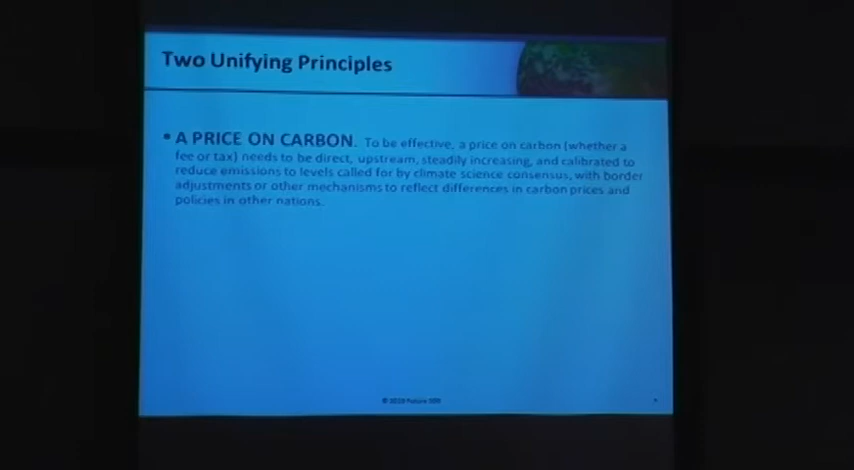 Two Unifying Principles
• A PRICE ON CARBON. To be effective, a price on carbon (whether a
fee or tax) needs to be direct, upstream, steadily increasing, and calibrated to
reduce emissions to levels called for by climate science consensus, with border
adjustments or other mechanisms to reflect differences in carbon prices and
policies in other nations.
©